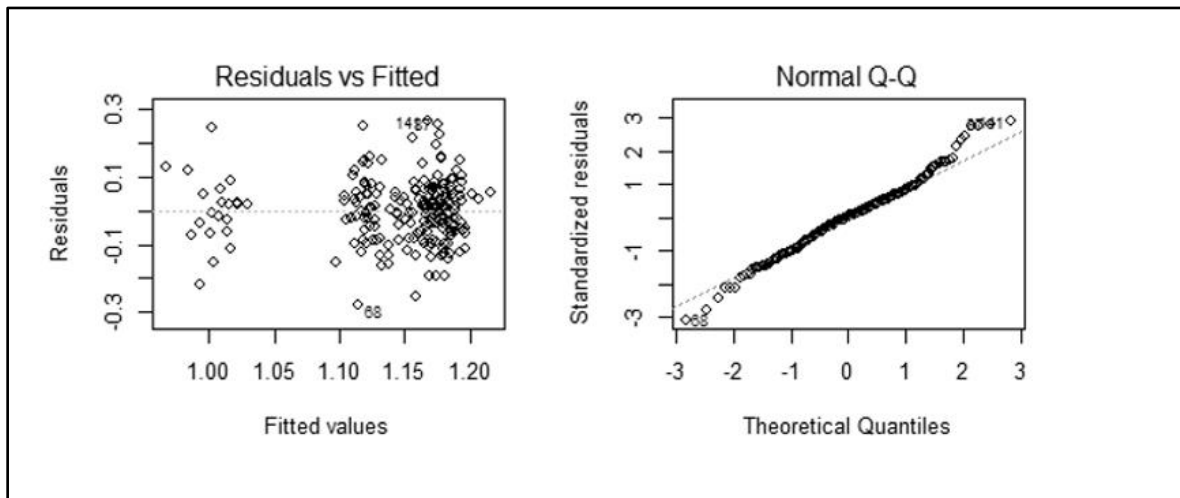 Residuals vs Fitted
Residuals
0.3
0.1
-0.1
-0.3
68
1.00 1.05 1.10 1.15 1.20
Fitted values
Normal Q-Q
Standardized residuals
3
2
1
-1
-3
68
-3 -2 -1 0 1 2 3
Theoretical Quantiles